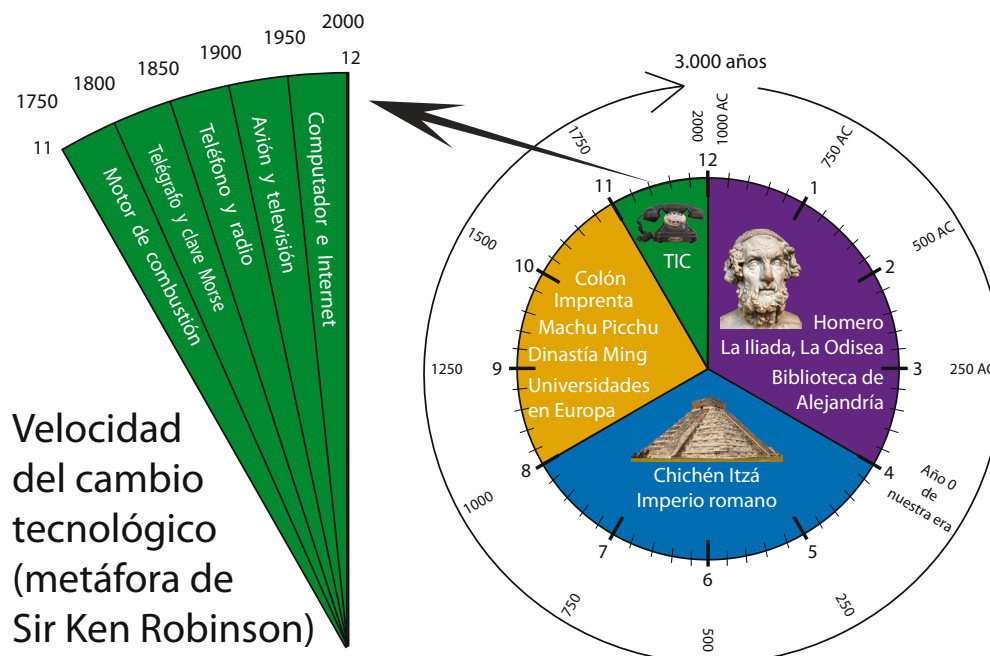 1750
1800
1850
1900
1950
2000
11
12
Motor de combustión
Telégrafo y clave Morse
Teléfono y radio
Avión y televisión
Computador e Internet
Velocidad
del cambio
tecnológico
(metáfora de
Sir Ken Robinson)
3.000 años
2000
1000 AC
750 AC
500 AC
250 AC
Año 0
de
nuestra era
250
500
750
1000
1250
1500
1750
12
1
2
3
4
5
6
7
8
9
10
11
TIC
Homero
La Iliada, La Odisea
Biblioteca de
Alejandría
Chichén Itzá
Imperio romano
Colón
Imprenta
Machu Picchu
Dinastía Ming
Universidades
en Europa